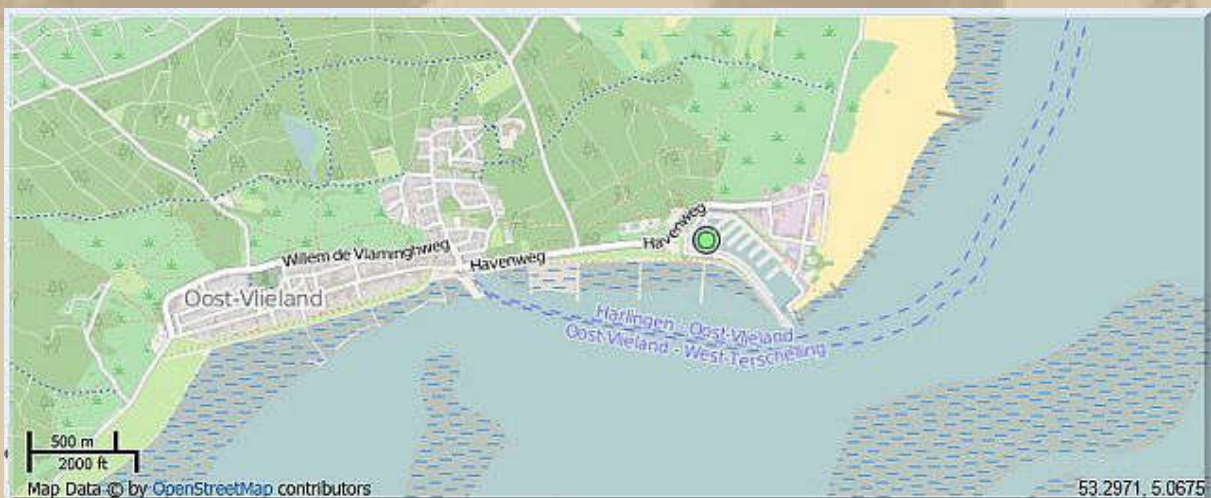 Havenweg
Willem de Vlaminghweg
Havenweg
Oost-Vlieland
Harlingen - Oost-Vlieland
Oost-Vlieland - West-Terschelling
500 m
2000 ft
Map Data © by OpenStreetMap contributors
53.2971, 5.0675